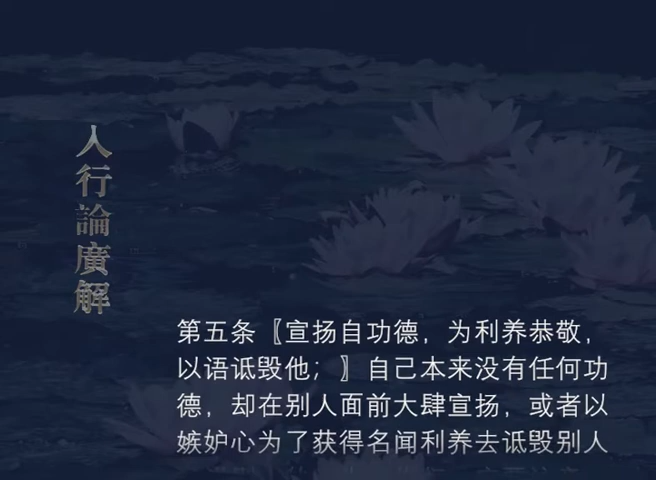 入行論廣解
第五条〖宣扬自功德，为利养恭敬，
以语诋毁他；〗自己本来没有任何功
德，却在别人面前大肆宣扬，或者以
嫉妒心为了获得名闻利养去诋毁别人